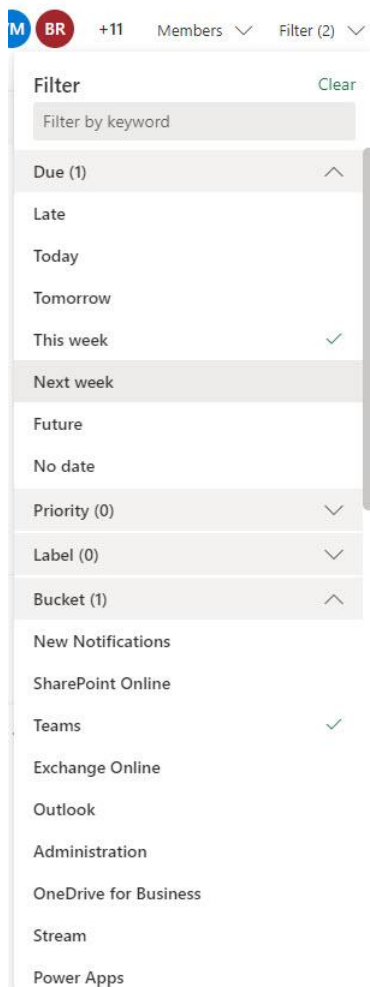 M BR +11 Members Filter (2)
Filter Clear
Filter by keyword
Due (1)
Late
Today
Tomorrow
This week
Next week
Future
No date
Priority (0)
Label (0)
Bucket (1)
New Notifications
SharePoint Online
Teams
Exchange Online
Outlook
Administration
OneDrive for Business
Stream
Power Apps